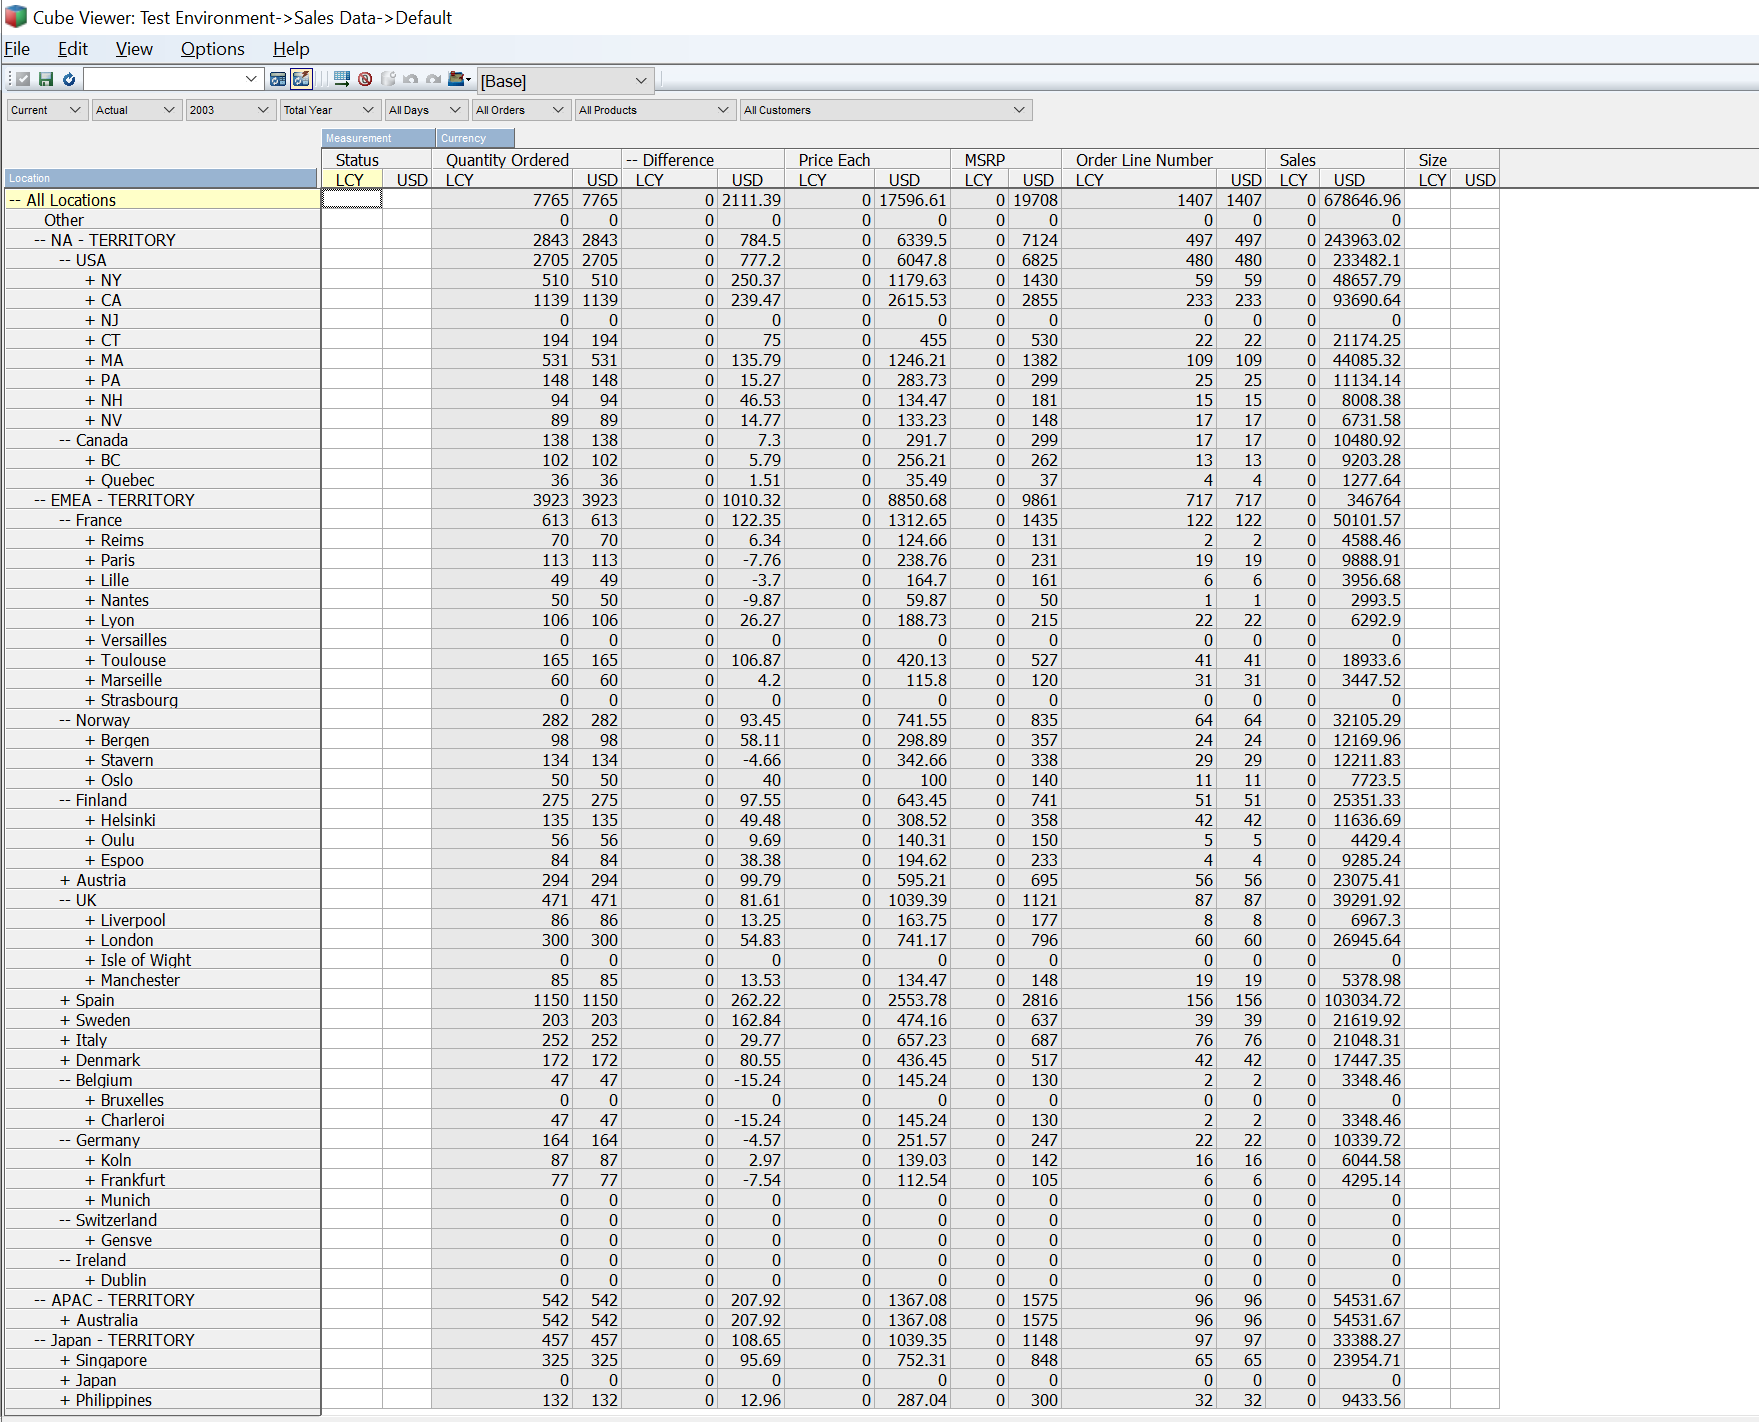 Cube Viewer: Test Environment->Sales Data->Default
File Edit View Options Help
[Base]
Current Actual 2003 Total Year All Days All Orders All Products All Customers
Measurement Currency
Status Quantity Ordered -- Difference Price Each MSRP Order Line Number Sales Size
Location LCY USD LCY USD LCY USD LCY USD LCY USD LCY USD LCY USD LCY USD
-- All Locations 7765 7765 0 2111.39 0 17596.61 0 19708 1407 1407 0 678646.96
Other 0 0 0 0 0 0 0 0 0 0 0 0
-- NA - TERRITORY 2843 2843 0 784.5 0 6339.5 0 7124 497 497 0 243963.02
-- USA 2705 2705 0 777.2 0 6047.8 0 6825 480 480 0 233482.1
+ NY 510 510 0 250.37 0 1179.63 0 1430 59 59 0 48657.79
+ CA 1139 1139 0 239.47 0 2615.53 0 2855 233 233 0 93690.64
+ NJ 0 0 0 0 0 0 0 0 0 0 0 0
+ CT 194 194 0 75 0 455 0 530 22 22 0 21174.25
+ MA 531 531 0 135.79 0 1246.21 0 1382 109 109 0 44085.32
+ PA 148 148 0 15.27 0 283.73 0 299 25 25 0 11134.14
+ NH 94 94 0 46.53 0 134.47 0 181 15 15 0 8008.38
+ NV 89 89 0 14.77 0 133.23 0 148 17 17 0 6731.58
-- Canada 138 138 0 7.3 0 291.7 0 299 17 17 0 10480.92
+ BC 102 102 0 5.79 0 256.21 0 262 13 13 0 9203.28
+ Quebec 36 36 0 1.51 0 35.49 0 37 4 4 0 1277.64
-- EMEA - TERRITORY 3923 3923 0 1010.32 0 8850.68 0 9861 717 717 0 346764
-- France 613 613 0 122.35 0 1312.65 0 1435 122 122 0 50101.57
+ Reims 70 70 0 6.34 0 124.66 0 131 2 2 0 4588.46
+ Paris 113 113 0 -7.76 0 238.76 0 231 19 19 0 9888.91
+ Lille 49 49 0 -3.7 0 164.7 0 161 6 6 0 3956.68
+ Nantes 50 50 0 -9.87 0 59.87 0 50 1 1 0 2993.5
+ Lyon 106 106 0 26.27 0 188.73 0 215 22 22 0 6292.9
+ Versailles 0 0 0 0 0 0 0 0 0 0 0 0
+ Toulouse 165 165 0 106.87 0 420.13 0 527 41 41 0 18933.6
+ Marseille 60 60 0 4.2 0 115.8 0 120 31 31 0 3447.52
+ Strasbourg 0 0 0 0 0 0 0 0 0 0 0 0
-- Norway 282 282 0 93.45 0 741.55 0 835 64 64 0 32105.29
+ Bergen 98 98 0 58.11 0 298.89 0 357 24 24 0 12169.96
+ Stavern 134 134 0 -4.66 0 342.66 0 338 29 29 0 12211.83
+ Oslo 50 50 0 40 0 100 0 140 11 11 0 7723.5
-- Finland 275 275 0 97.55 0 643.45 0 741 51 51 0 25351.33
+ Helsinki 135 135 0 49.48 0 308.52 0 358 42 42 0 11636.69
+ Oulu 56 56 0 9.69 0 140.31 0 150 5 5 0 4429.4
+ Espoo 84 84 0 38.38 0 194.62 0 233 4 4 0 9285.24
+ Austria 294 294 0 99.79 0 595.21 0 695 56 56 0 23075.41
-- UK 471 471 0 81.61 0 1039.39 0 1121 87 87 0 39291.92
+ Liverpool 86 86 0 13.25 0 163.75 0 177 8 8 0 6967.3
+ London 300 300 0 54.83 0 741.17 0 796 60 60 0 26945.64
+ Isle of Wight 0 0 0 0 0 0 0 0 0 0 0 0
+ Manchester 85 85 0 13.53 0 134.47 0 148 19 19 0 5378.98
+ Spain 1150 1150 0 262.22 0 2553.78 0 2816 156 156 0 103034.72
+ Sweden 203 203 0 162.84 0 474.16 0 637 39 39 0 21619.92
+ Italy 252 252 0 29.77 0 657.23 0 687 76 76 0 21048.31
+ Denmark 172 172 0 80.55 0 436.45 0 517 42 42 0 17447.35
-- Belgium 47 47 0 -15.24 0 145.24 0 130 2 2 0 3348.46
+ Bruxelles 0 0 0 0 0 0 0 0 0 0 0 0
+ Charleroi 47 47 0 -15.24 0 145.24 0 130 2 2 0 3348.46
-- Germany 164 164 0 -4.57 0 251.57 0 247 22 22 0 10339.72
+ Koln 87 87 0 2.97 0 139.03 0 142 16 16 0 6044.58
+ Frankfurt 77 77 0 -7.54 0 112.54 0 105 6 6 0 4295.14
+ Munich 0 0 0 0 0 0 0 0 0 0 0 0
-- Switzerland 0 0 0 0 0 0 0 0 0 0 0 0
+ Gensve 0 0 0 0 0 0 0 0 0 0 0 0
-- Ireland 0 0 0 0 0 0 0 0 0 0 0 0
+ Dublin 0 0 0 0 0 0 0 0 0 0 0 0
-- APAC - TERRITORY 542 542 0 207.92 0 1367.08 0 1575 96 96 0 54531.67
+ Australia 542 542 0 207.92 0 1367.08 0 1575 96 96 0 54531.67
-- Japan - TERRITORY 457 457 0 108.65 0 1039.35 0 1148 97 97 0 33388.27
+ Singapore 325 325 0 95.69 0 752.31 0 848 65 65 0 23954.71
+ Japan 0 0 0 0 0 0 0 0 0 0 0 0
+ Philippines 132 132 0 12.96 0 287.04 0 300 32 32 0 9433.56